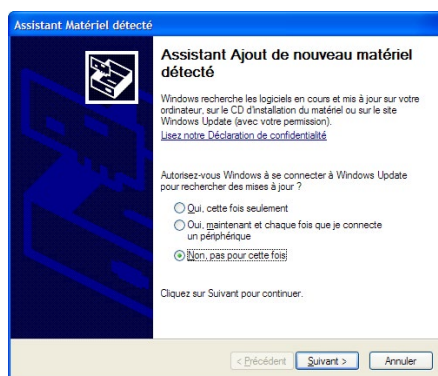 Assistant Matériel détecté
Assistant Ajout de nouveau matériel
détecté
Windows recherche les logiciels en cours et mis à jour sur votre
ordinateur, sur le CD d'installation du matériel ou sur le site
Windows Update (avec votre permission).
Lisez notre Déclaration de confidentialité
Autorisez-vous Windows à se connecter à Windows Update
pour rechercher des mises à jour ?
Oui, cette fois seulement
Oui, maintenant et chaque fois que je connecte
un périphérique
Non, pas pour cette fois
Cliquez sur Suivant pour continuer.
< Précédent
Suivant >
Annuler